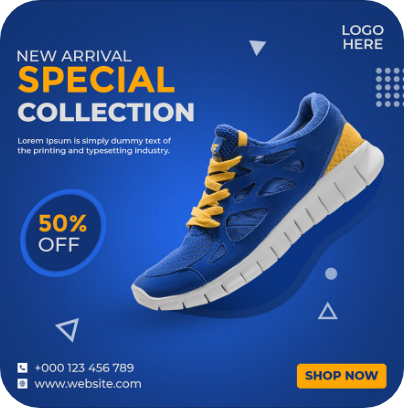 LOGO
HERE
NEW ARRIVAL
SPECIAL
COLLECTION
Lorem Ipsum is simply dummy text of
the printing and typesetting industry.
50%
OFF
+000 123 456 789
www.website.com
SHOP NOW